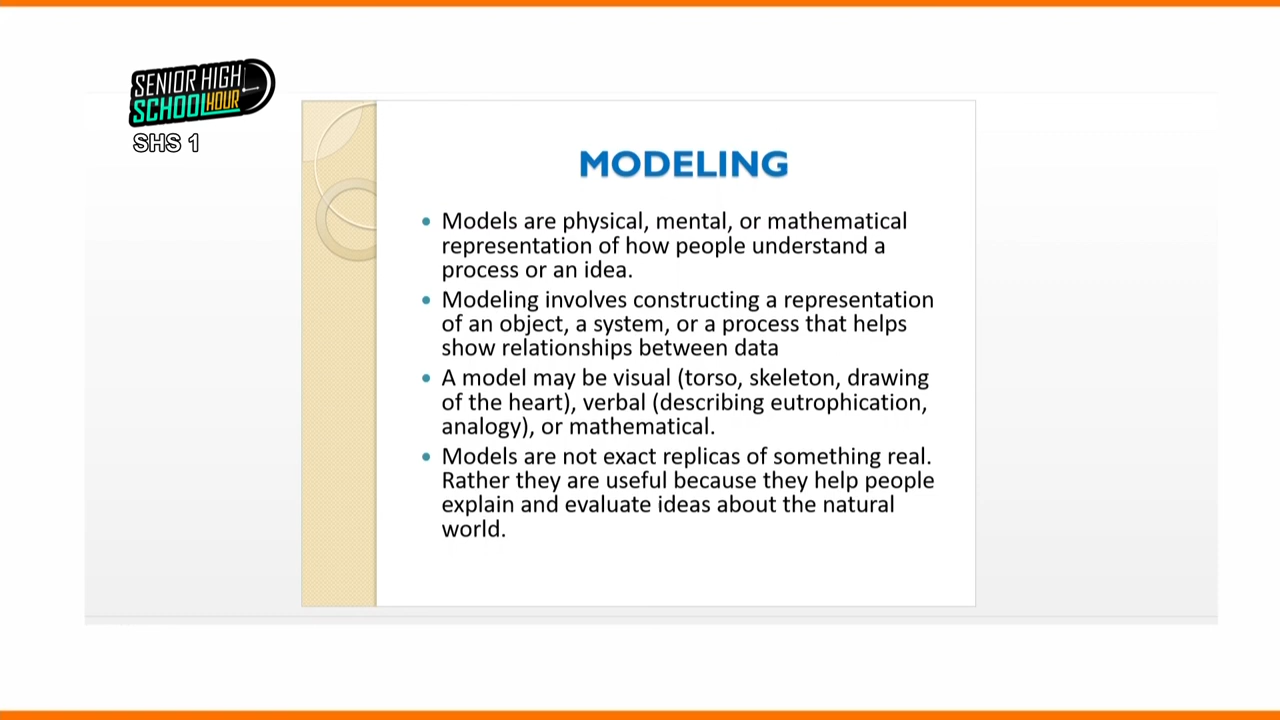 SENIOR HIGH
SCHOOL HOUR
SHS 1
MODELING
• Models are physical, mental, or mathematical
representation of how people understand a
process or an idea.
• Modeling involves constructing a representation
of an object, a system, or a process that helps
show relationships between data
• A model may be visual (torso, skeleton, drawing
of the heart), verbal (describing eutrophication,
analogy), or mathematical.
• Models are not exact replicas of something real.
Rather they are useful because they help people
explain and evaluate ideas about the natural
world.